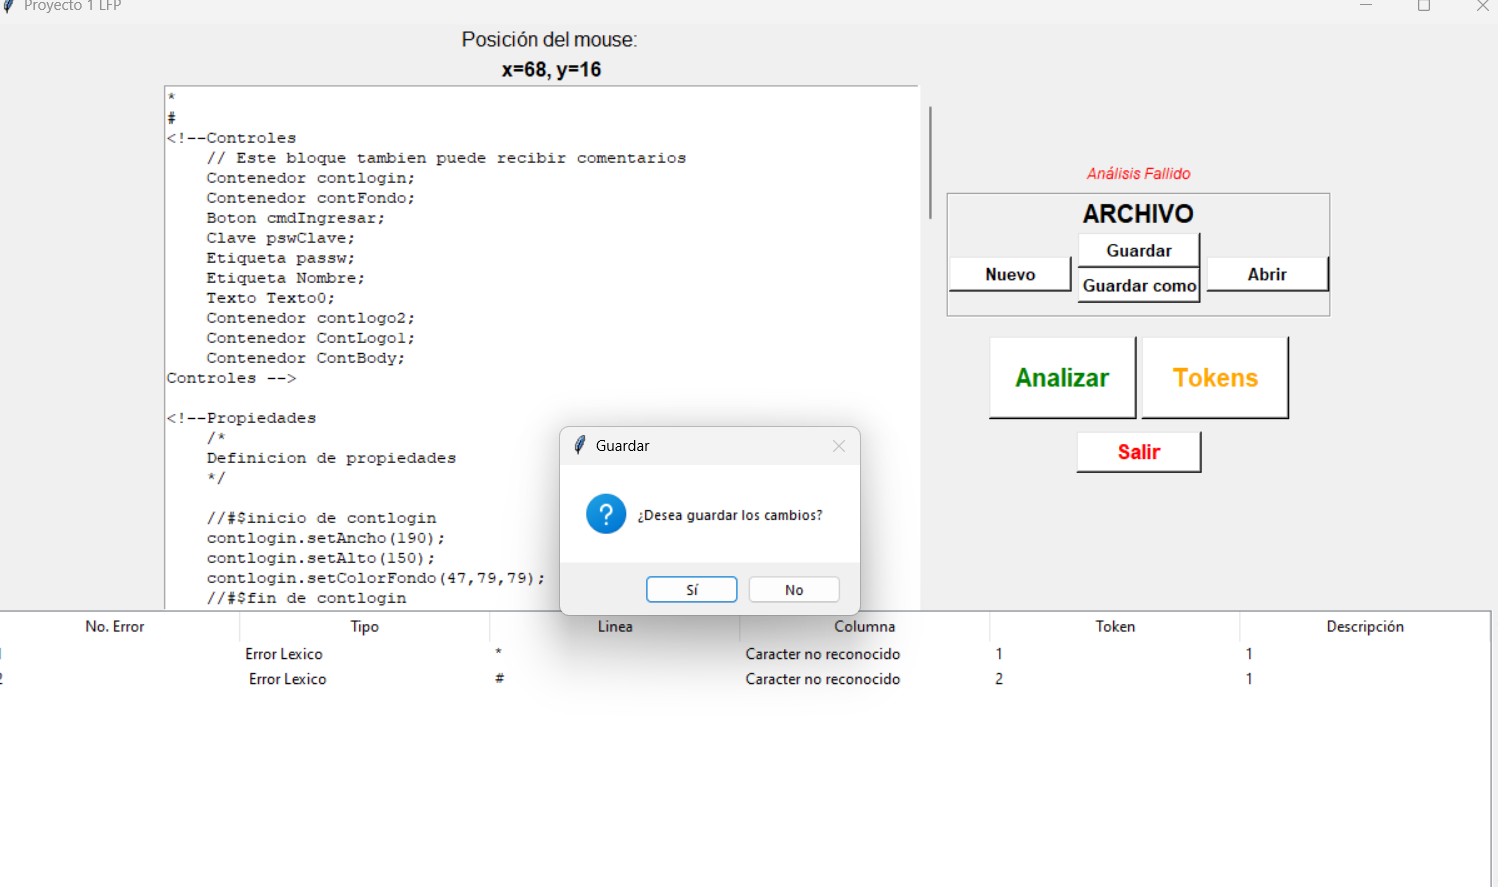 Proyecto 1 LFP
Posición del mouse:
x=68, y=16
*
#
<!--Controles
// Este bloque tambien puede recibir comentarios
Contenedor contlogin;
Contenedor contFondo;
Boton cmdIngresar;
Clave pswClave;
Etiqueta passw;
Etiqueta Nombre;
Texto Texto0;
Contenedor contlogo2;
Contenedor ContLogo1;
Contenedor ContBody;
Controles -->
<!--Propiedades
/*
Definicion de propiedades
*/
//#$inicio de contlogin
contlogin.setAncho(190);
contlogin.setAlto(150);
contlogin.setColorFondo(47,79,79);
//#$fin de contlogin
Análisis Fallido
ARCHIVO
Nuevo
Guardar
Guardar como
Abrir
Analizar
Tokens
Salir
Guardar
¿Desea guardar los cambios?
Sí
No
No. Error Tipo Linea Columna Token Descripción
Error Lexico * Caracter no reconocido 1 1
2 Error Lexico # Caracter no reconocido 2 1